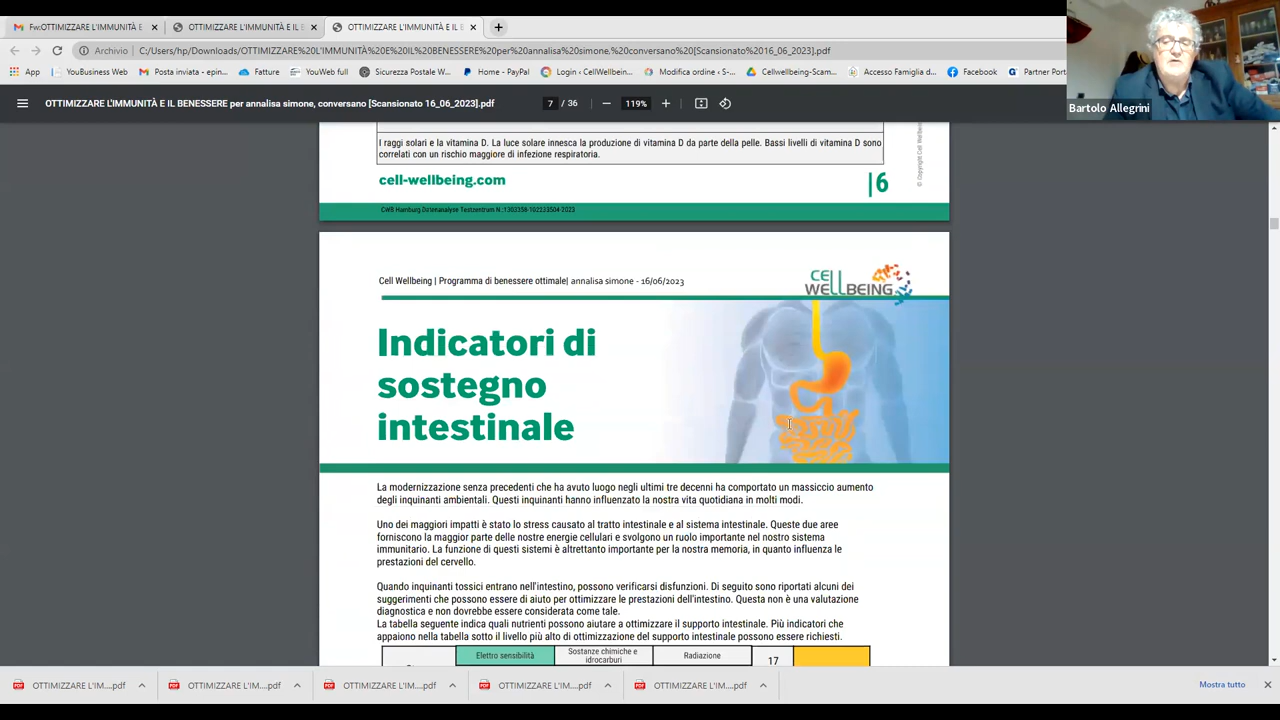 Fw:OTTIMIZZARE L'IMMUNITÀ E
OTTIMIZZARE L'IMMUNITÀ E IL B
OTTIMIZZARE L'IMMUNITÀ E IL B
Archivio
C:/Users/hp/Downloads/OTTIMIZZARE%20L'IMMUNITÀ%20E%20IL%20BENESSERE%20per%20annalisa%20simone,%20conversano%20[Scansionato%2016_06_2023].pdf
App
YouBusiness Web
Posta inviata - epin...
Fatture
YouWeb full
Sicurezza Postale W...
Home - PayPal
Login ‹ CellWellbein...
Modifica ordine ‹ S-...
Cellwellbeing-Scam...
Accesso Famiglia d...
Facebook
Partner Port
OTTIMIZZARE L'IMMUNITÀ E IL BENESSERE per annalisa simone, conversano [Scansionato 16_06_2023].pdf
7 / 36
119%
Bartolo Allegrini
I raggi solari e la vitamina D. La luce solare innesca la produzione di vitamina D da parte della pelle. Bassi livelli di vitamina D sono
correlati con un rischio maggiore di infezione respiratoria.
cell-wellbeing.com
|6
© Copyright Cell Wellbeing
Cell Wellbeing | Programma di benessere ottimale| annalisa simone - 16/06/2023
CELL
WELLBEING
Indicatori di
sostegno
intestinale
La modernizzazione senza precedenti che ha avuto luogo negli ultimi tre decenni ha comportato un massiccio aumento
degli inquinanti ambientali. Questi inquinanti hanno influenzato la nostra vita quotidiana in molti modi.
Uno dei maggiori impatti è stato lo stress causato al tratto intestinale e al sistema intestinale. Queste due aree
forniscono la maggior parte delle nostre energie cellulari e svolgono un ruolo importante nel nostro sistema
immunitario. La funzione di questi sistemi è altrettanto importante per la nostra memoria, in quanto influenza le
prestazioni del cervello.
Quando inquinanti tossici entrano nell'intestino, possono verificarsi disfunzioni. Di seguito sono riportati alcuni dei
suggerimenti che possono essere di aiuto per ottimizzare le prestazioni dell'intestino. Questa non è una valutazione
diagnostica e non dovrebbe essere considerata come tale.
La tabella seguente indica quali nutrienti possono aiutare a ottimizzare il supporto intestinale. Più indicatori che
appaiono nella tabella sotto il livello più alto di ottimizzazione del supporto intestinale possono essere richiesti.
Elettro sensibilità
Sostanze chimiche e
idrocarburi
Radiazione
17
OTTIMIZZARE L'IM....pdf
OTTIMIZZARE L'IM....pdf
OTTIMIZZARE L'IM....pdf
OTTIMIZZARE L'IM....pdf
OTTIMIZZARE L'IM....pdf
Mostra tutto